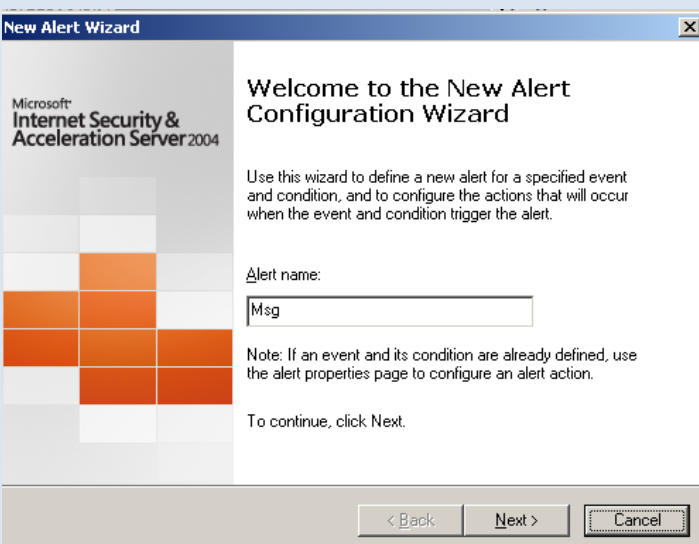 New Alert Wizard
Microsoft
Internet Security &
Acceleration Server 2004
Welcome to the New Alert
Configuration Wizard
Use this wizard to define a new alert for a specified event
and condition, and to configure the actions that will occur
when the event and condition trigger the alert.
Alert name:
Msg
Note: If an event and its condition are already defined, use
the alert properties page to configure an alert action.
To continue, click Next.
< Back
Next >
Cancel